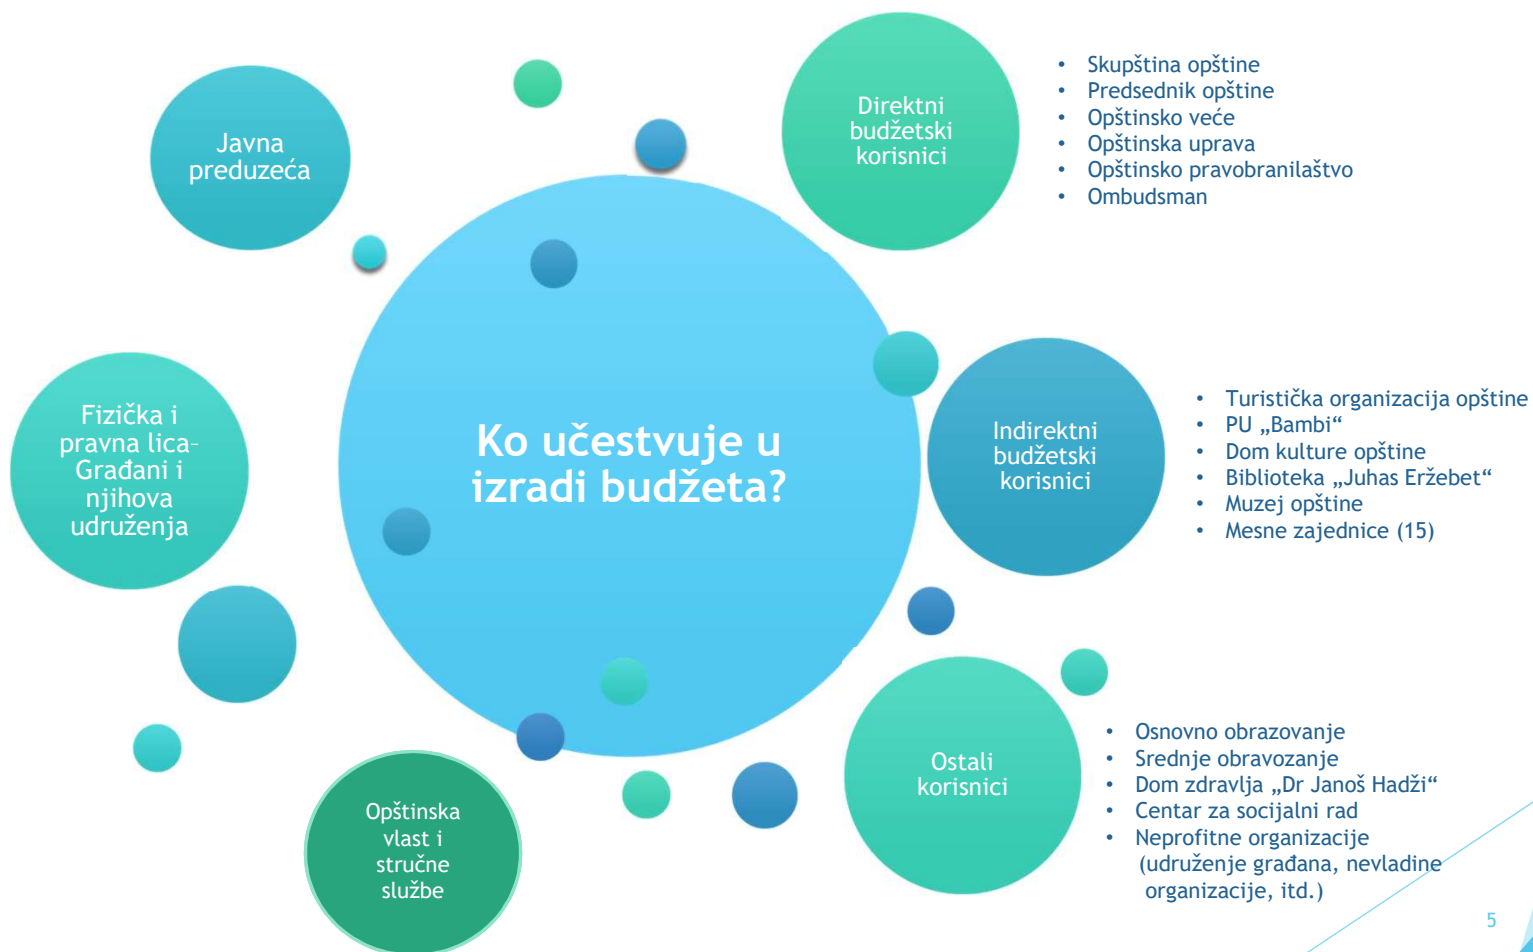 Javna
preduzeća
Direktni
budžetski
korisnici
• Skupština opštine
• Predsednik opštine
• Opštinsko veće
• Opštinska uprava
• Opštinsko pravobranilaštvo
• Ombudsman
Fizička i
pravna lica–
Građani i
njihova
udruženja
Ko učestvuje u
izradi budžeta?
Indirektni
budžetski
korisnici
• Turistička organizacija opštine
• PU „Bambi“
• Dom kulture opštine
• Biblioteka „Juhas Eržebet“
• Muzej opštine
• Mesne zajednice (15)
Opštinska
vlast i
stručne
službe
Ostali
korisnici
• Osnovno obrazovanje
• Srednje obravozanje
• Dom zdravlja „Dr Janoš Hadži“
• Centar za socijalni rad
• Neprofitne organizacije
(udruženje građana, nevladine
organizacije, itd.)
5